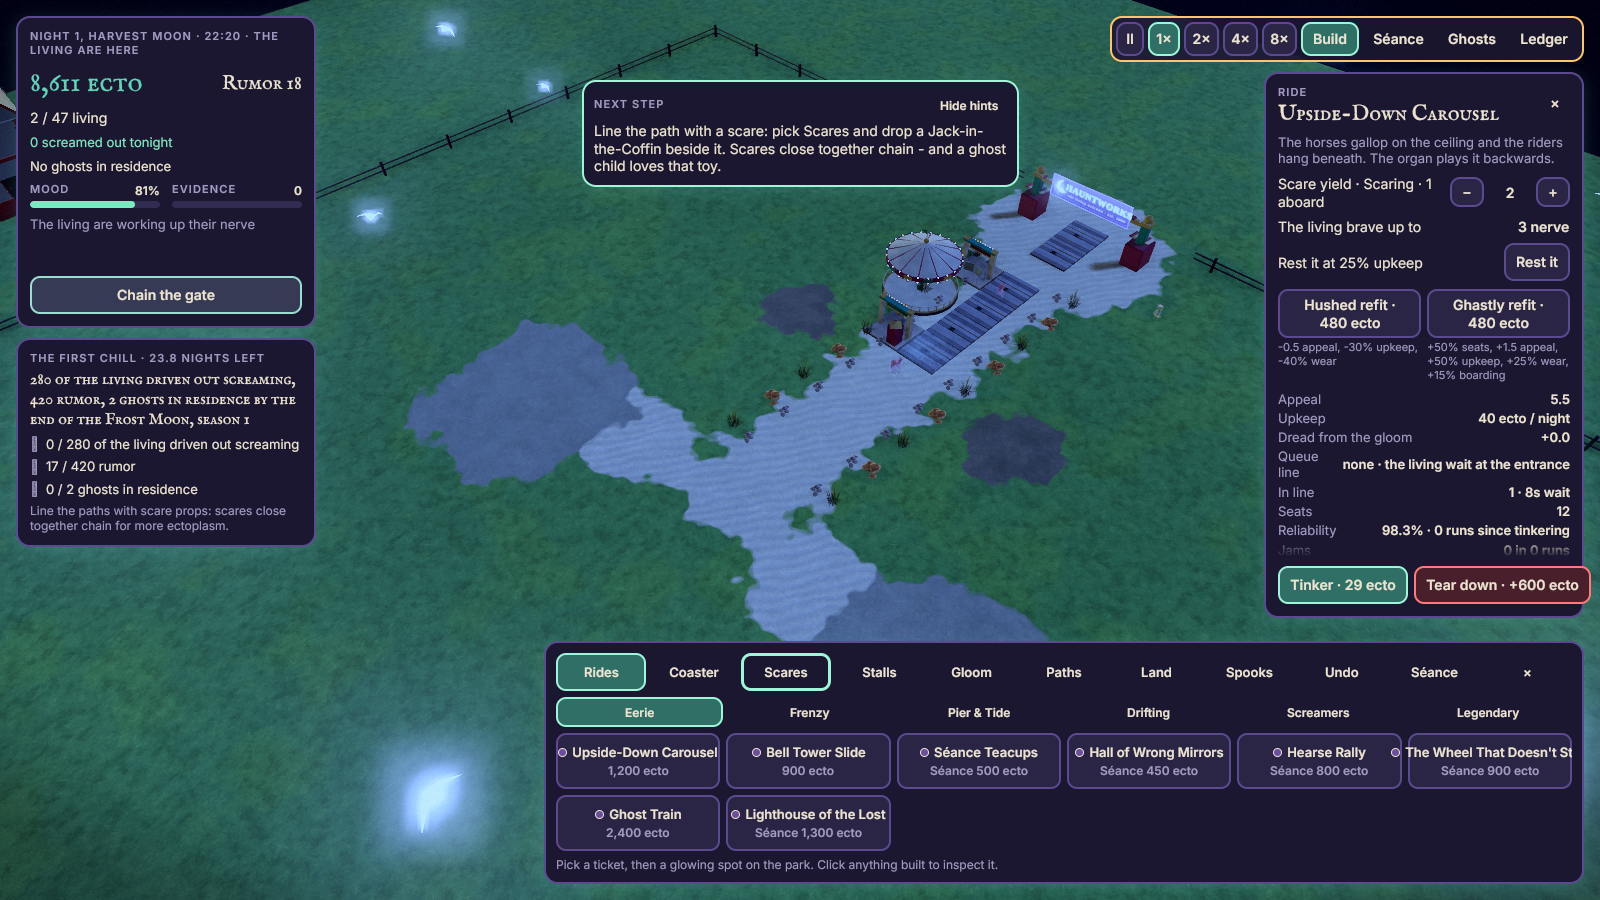 NIGHT 1, HARVEST MOON · 22:20 · THE
LIVING ARE HERE
8,611 ECTO
RUMOR 18
2 / 47 living
0 screamed out tonight
No ghosts in residence
MOOD 81% EVIDENCE 0
The living are working up their nerve
Chain the gate
THE FIRST CHILL · 23.8 NIGHTS LEFT
280 OF THE LIVING DRIVEN OUT SCREAMING,
420 RUMOR, 2 GHOSTS IN RESIDENCE BY THE
END OF THE FROST MOON, SEASON 1
0 / 280 of the living driven out screaming
17 / 420 rumor
0 / 2 ghosts in residence
Line the paths with scare props: scares close
together chain for more ectoplasm.
NEXT STEP
Hide hints
Line the path with a scare: pick Scares and drop a Jack-in-
the-Coffin beside it. Scares close together chain - and a ghost
child loves that toy.
HAUNTWORKS
II 1× 2× 4× 8× Build Séance Ghosts Ledger
RIDE
UPSIDE-DOWN CAROUSEL
×
The horses gallop on the ceiling and the riders
hang beneath. The organ plays it backwards.
Scare yield · Scaring · 1
aboard
− 2 +
The living brave up to 3 nerve
Rest it at 25% upkeep Rest it
Hushed refit ·
480 ecto
Ghastly refit ·
480 ecto
-0.5 appeal, -30% upkeep,
-40% wear
+50% seats, +1.5 appeal,
+50% upkeep, +25% wear,
+15% boarding
Appeal 5.5
Upkeep 40 ecto / night
Dread from the gloom +0.0
Queue
line
none · the living wait at the entrance
In line 1 · 8s wait
Seats 12
Reliability 98.3% · 0 runs since tinkering
Jams 0 in 0 runs
Tinker · 29 ecto
Tear down · +600 ecto
Rides Coaster Scares Stalls Gloom Paths Land Spooks Undo Séance ×
Eerie Frenzy Pier & Tide Drifting Screamers Legendary
Upside-Down Carousel
1,200 ecto
Bell Tower Slide
900 ecto
Séance Teacups
Séance 500 ecto
Hall of Wrong Mirrors
Séance 450 ecto
Hearse Rally
Séance 800 ecto
The Wheel That Doesn't St
Séance 900 ecto
Ghost Train
2,400 ecto
Lighthouse of the Lost
Séance 1,300 ecto
Pick a ticket, then a glowing spot on the park. Click anything built to inspect it.